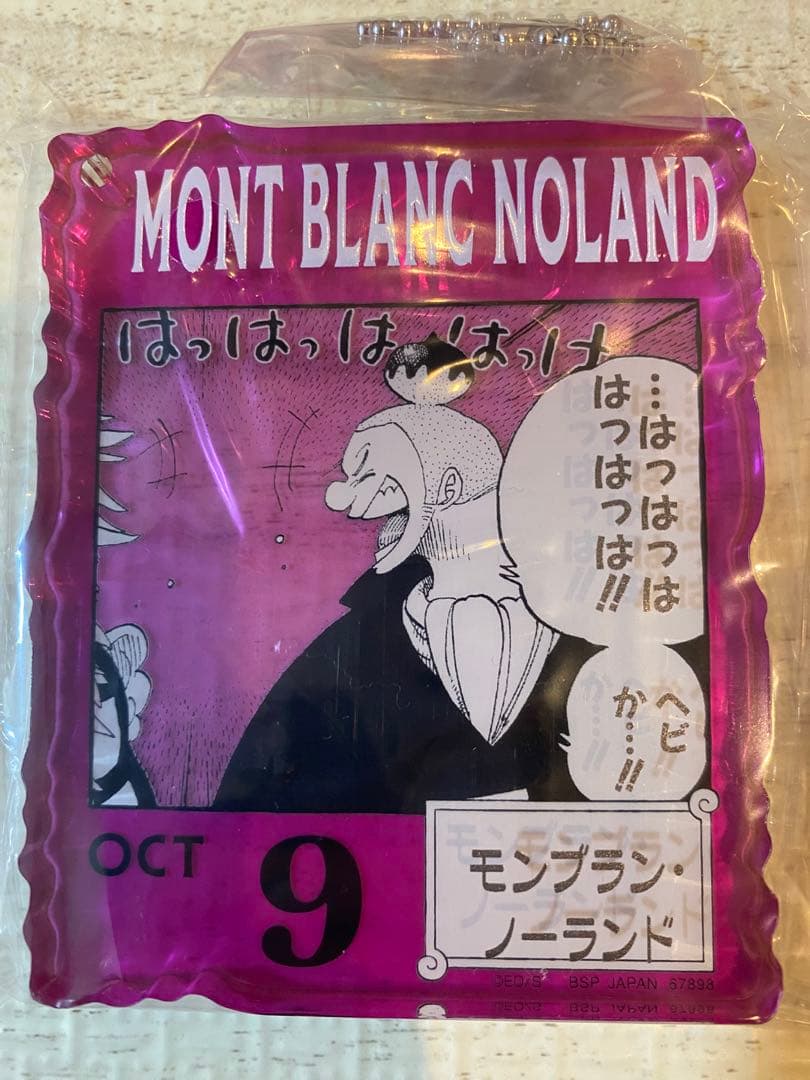 MONT BLANC NOLAND
はっはっはっはっは
…はっはっは
はっはっは!!
ヘビ
か…!!
OCT 9
モンブラン・
ノーランド
©EO/S BSP JAPAN 67898